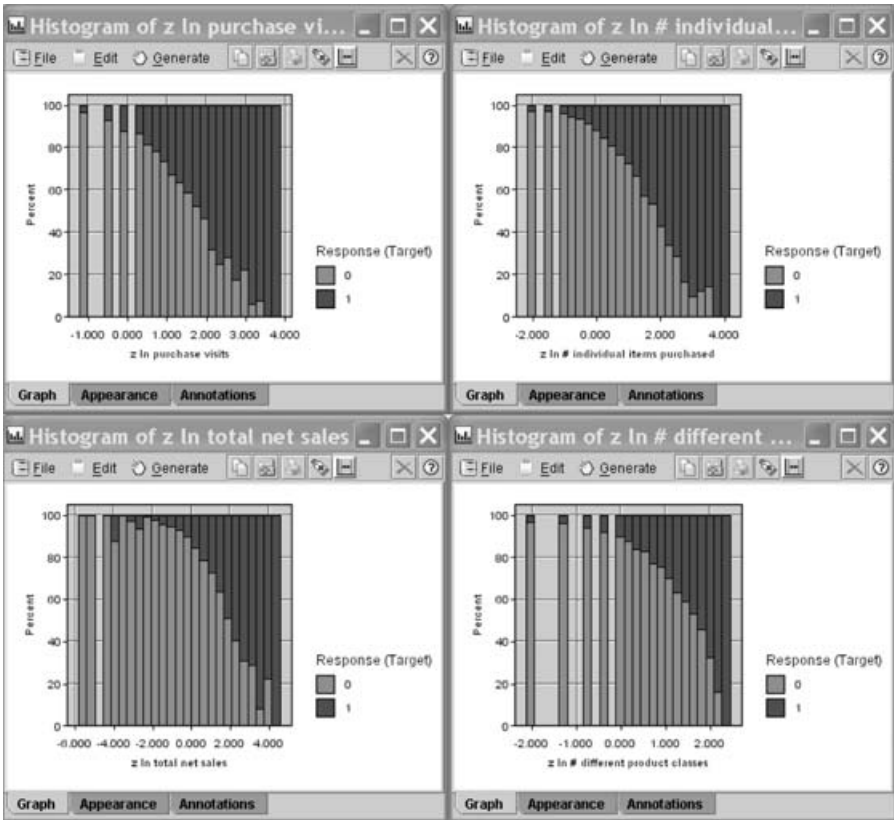 Histogram of z ln purchase vi...
File Edit Generate
100
80
60
40
20
0
Percent
-1.000 0.000 1.000 2.000 3.000 4.000
z ln purchase visits
Response (Target)
0
1
Graph Appearance Annotations
Histogram of z ln # individual...
File Edit Generate
100
80
60
40
20
0
Percent
-2.000 0.000 2.000 4.000
z ln # individual items purchased
Response (Target)
0
1
Graph Appearance Annotations
Histogram of z ln total net sales
File Edit Generate
100
80
60
40
20
0
Percent
-6.000 -4.000 -2.000 0.000 2.000 4.000
z ln total net sales
Response (Target)
0
1
Graph Appearance Annotations
Histogram of z ln # different ...
File Edit Generate
100
80
60
40
20
0
Percent
-2.000 -1.000 0.000 1.000 2.000
z ln # different product classes
Response (Target)
0
1
Graph Appearance Annotations